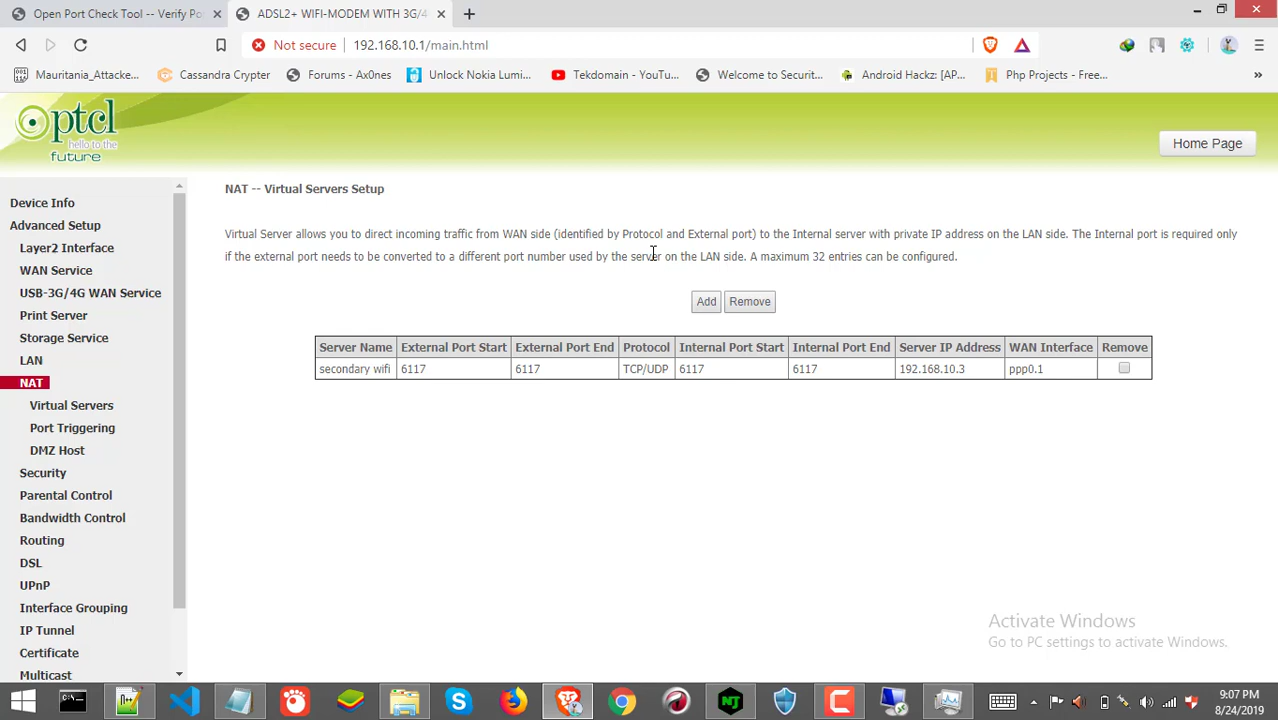 Open Port Check Tool -- Verify Po
ADSL2+ WIFI-MODEM WITH 3G/4
Not secure
192.168.10.1/main.html
Mauritania_Attacke...
Cassandra Crypter
Forums - Ax0nes
Unlock Nokia Lumi...
Tekdomain - YouTu...
Welcome to Securit...
Android Hackz: [AP...
Php Projects - Free...
»
ptcl
hello to the
future
Home Page
Device Info
Advanced Setup
Layer2 Interface
WAN Service
USB-3G/4G WAN Service
Print Server
Storage Service
LAN
NAT
Virtual Servers
Port Triggering
DMZ Host
Security
Parental Control
Bandwidth Control
Routing
DSL
UPnP
Interface Grouping
IP Tunnel
Certificate
Multicast
NAT -- Virtual Servers Setup
Virtual Server allows you to direct incoming traffic from WAN side (identified by Protocol and External port) to the Internal server with private IP address on the LAN side. The Internal port is required only
if the external port needs to be converted to a different port number used by the server on the LAN side. A maximum 32 entries can be configured.
Add Remove
Server Name External Port Start External Port End Protocol Internal Port Start Internal Port End Server IP Address WAN Interface Remove
secondary wifi 6117 6117 TCP/UDP 6117 6117 192.168.10.3 ppp0.1
Activate Windows
Go to PC settings to activate Windows.
9:07 PM
8/24/2019